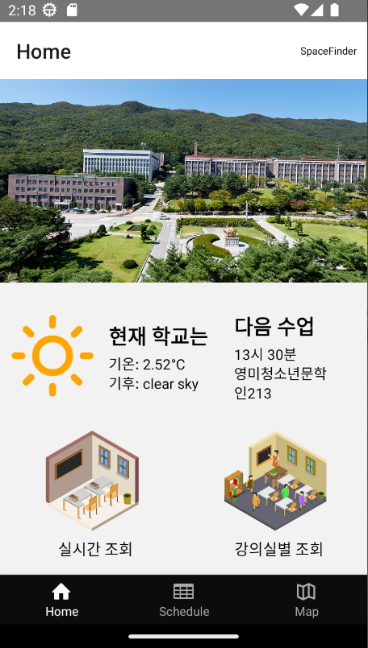 2:18
Home
SpaceFinder
현재 학교는
기온: 2.52°C
기후: clear sky
다음 수업
13시 30분
영미청소년문학
인213
실시간 조회
강의실별 조회
Home
Schedule
Map